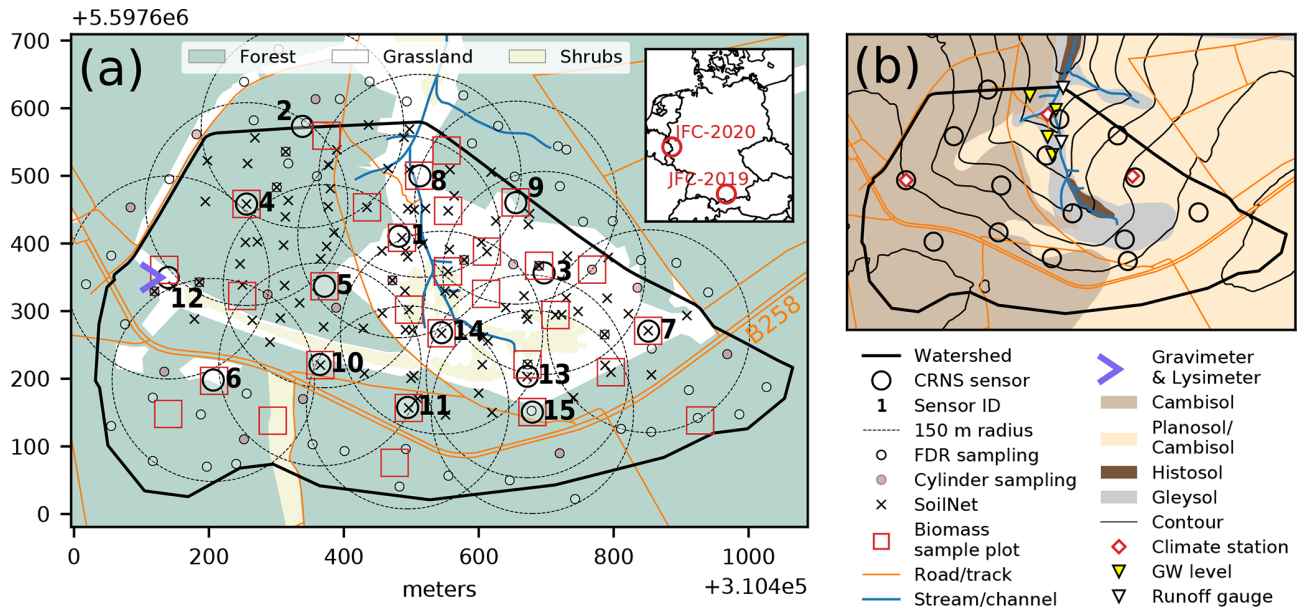 +5.5976e6
700
600
500
400
300
200
100
0
(a)
Forest
Grassland
Shrubs
JFC-2020
JFC-2019
2
8
9
4
1
3
5
12
14
7
B258
10
13
6
11
15
0
200
400
600
800
1000
meters
+3.104e5
(b)
Watershed
CRNS sensor
1
Sensor ID
150 m radius
FDR sampling
Cylinder sampling
SoilNet
Biomass
sample plot
Road/track
Stream/channel
Gravimeter
& Lysimeter
Cambisol
Planosol/
Cambisol
Histosol
Gleysol
Contour
Climate station
GW level
Runoff gauge